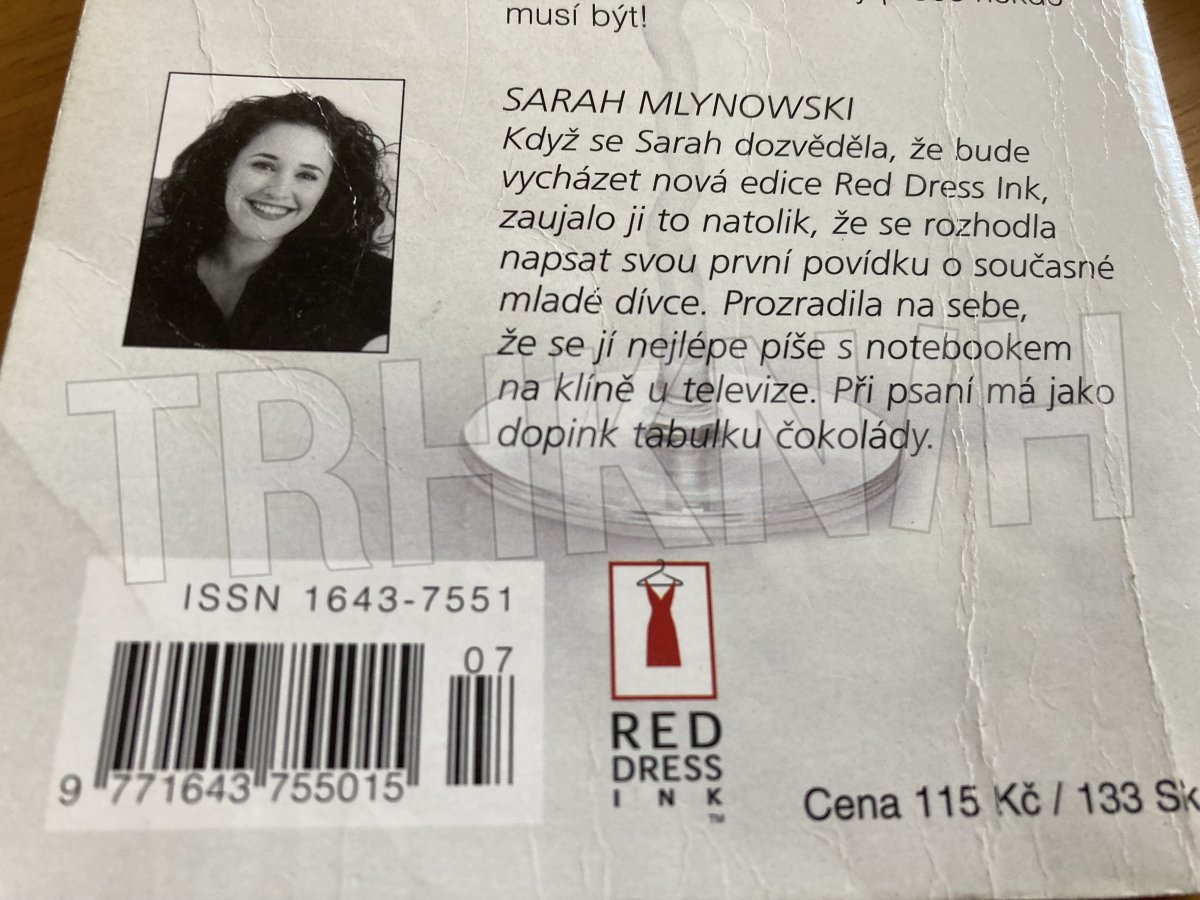 musí být!
SARAH MLYNOWSKI
Když se Sarah dozvěděla, že bude
vycházet nová edice Red Dress Ink,
zaujalo ji to natolik, že se rozhodla
napsat svou první povídku o současné
mladé dívce. Prozradila na sebe,
že se jí nejlépe píše s notebookem
na klíně u televize. Při psaní má jako
dopink tabulku čokolády.
TRHKNIH
ISSN 1643-7551
07
9 771643 755015
RED
DRESS
INK
™
Cena 115 Kč / 133 Sk